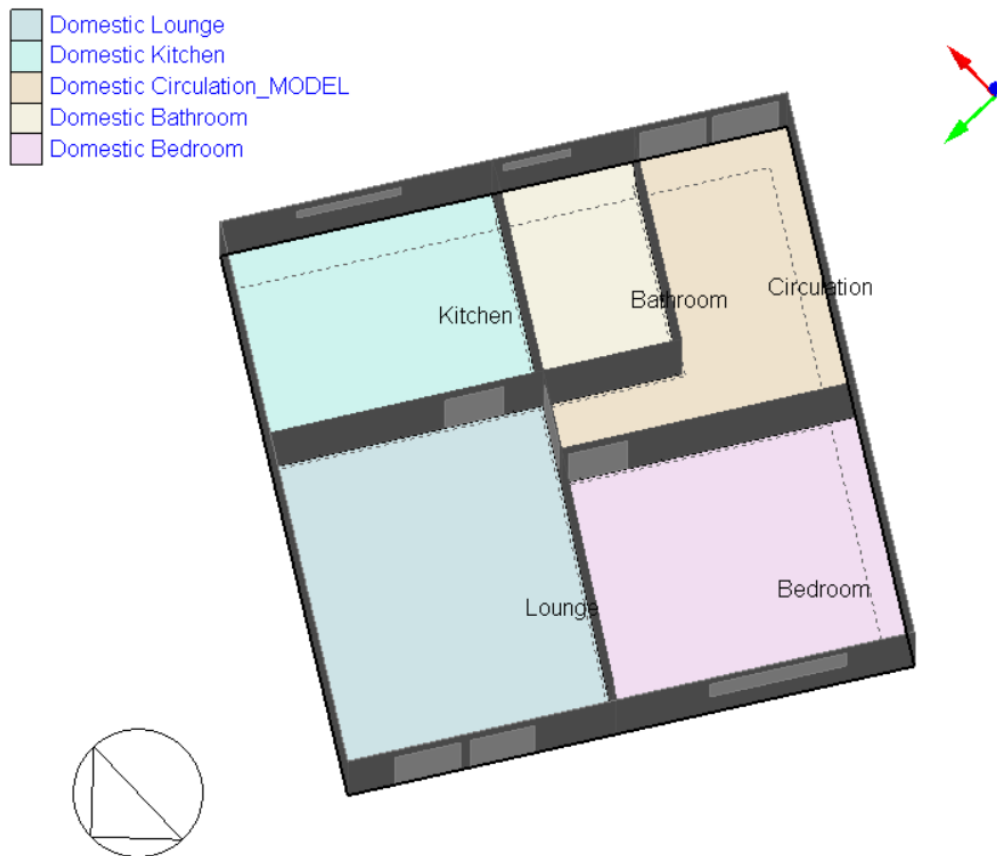 Domestic Lounge
Domestic Kitchen
Domestic Circulation_MODEL
Domestic Bathroom
Domestic Bedroom
Circulation
Bathroom
Kitchen
Bedroom
Lounge